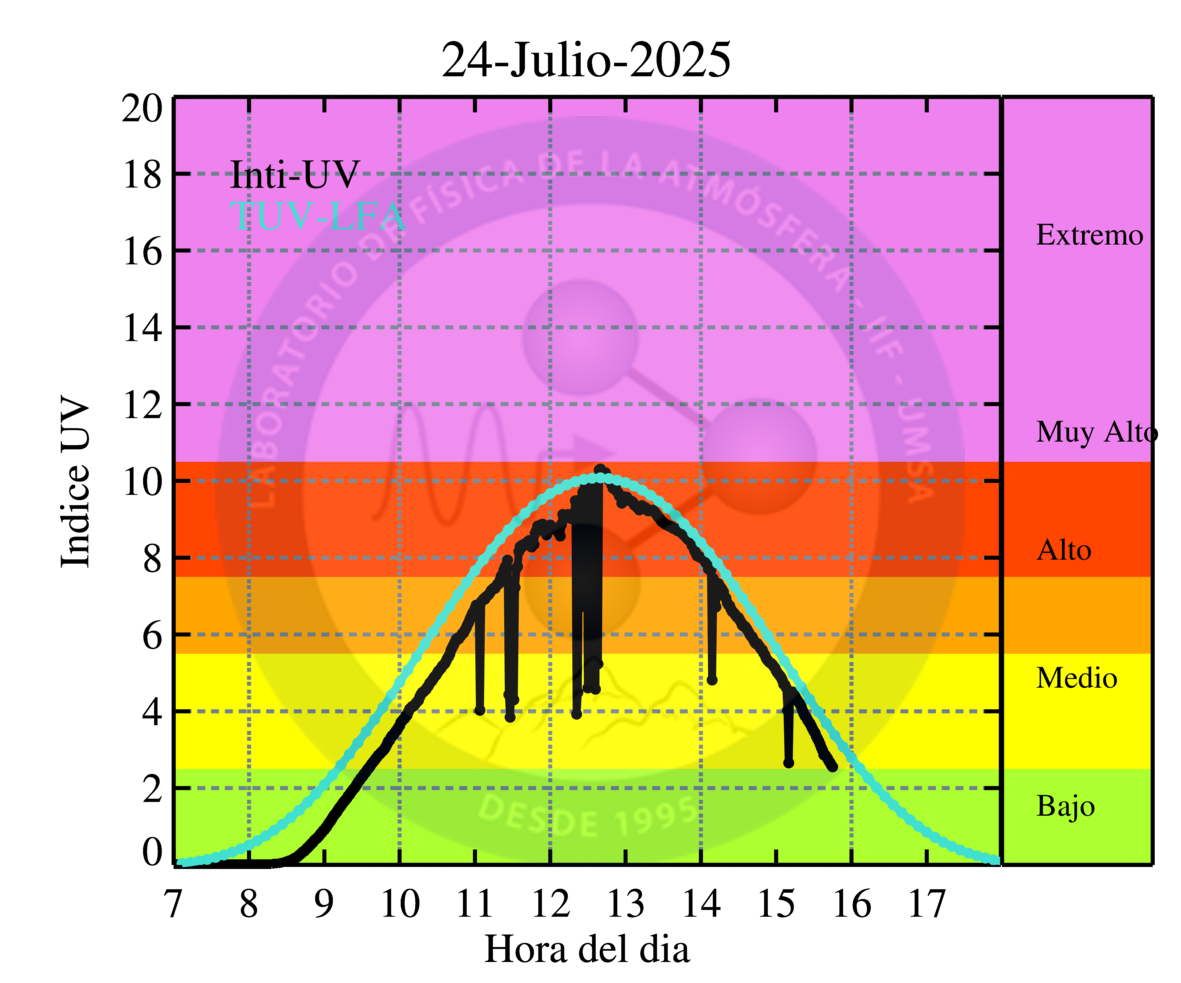 24-Julio-2025
20
18
16
14
12
10
8
6
4
2
0
Indice UV
Inti-UV
TUV-LFA
LABORATORIO DE FÍSICA DE LA ATMÓSFERA - IIF - UMSA
DESDE 1995
Extremo
Muy Alto
Alto
Medio
Bajo
7 8 9 10 11 12 13 14 15 16 17
Hora del dia